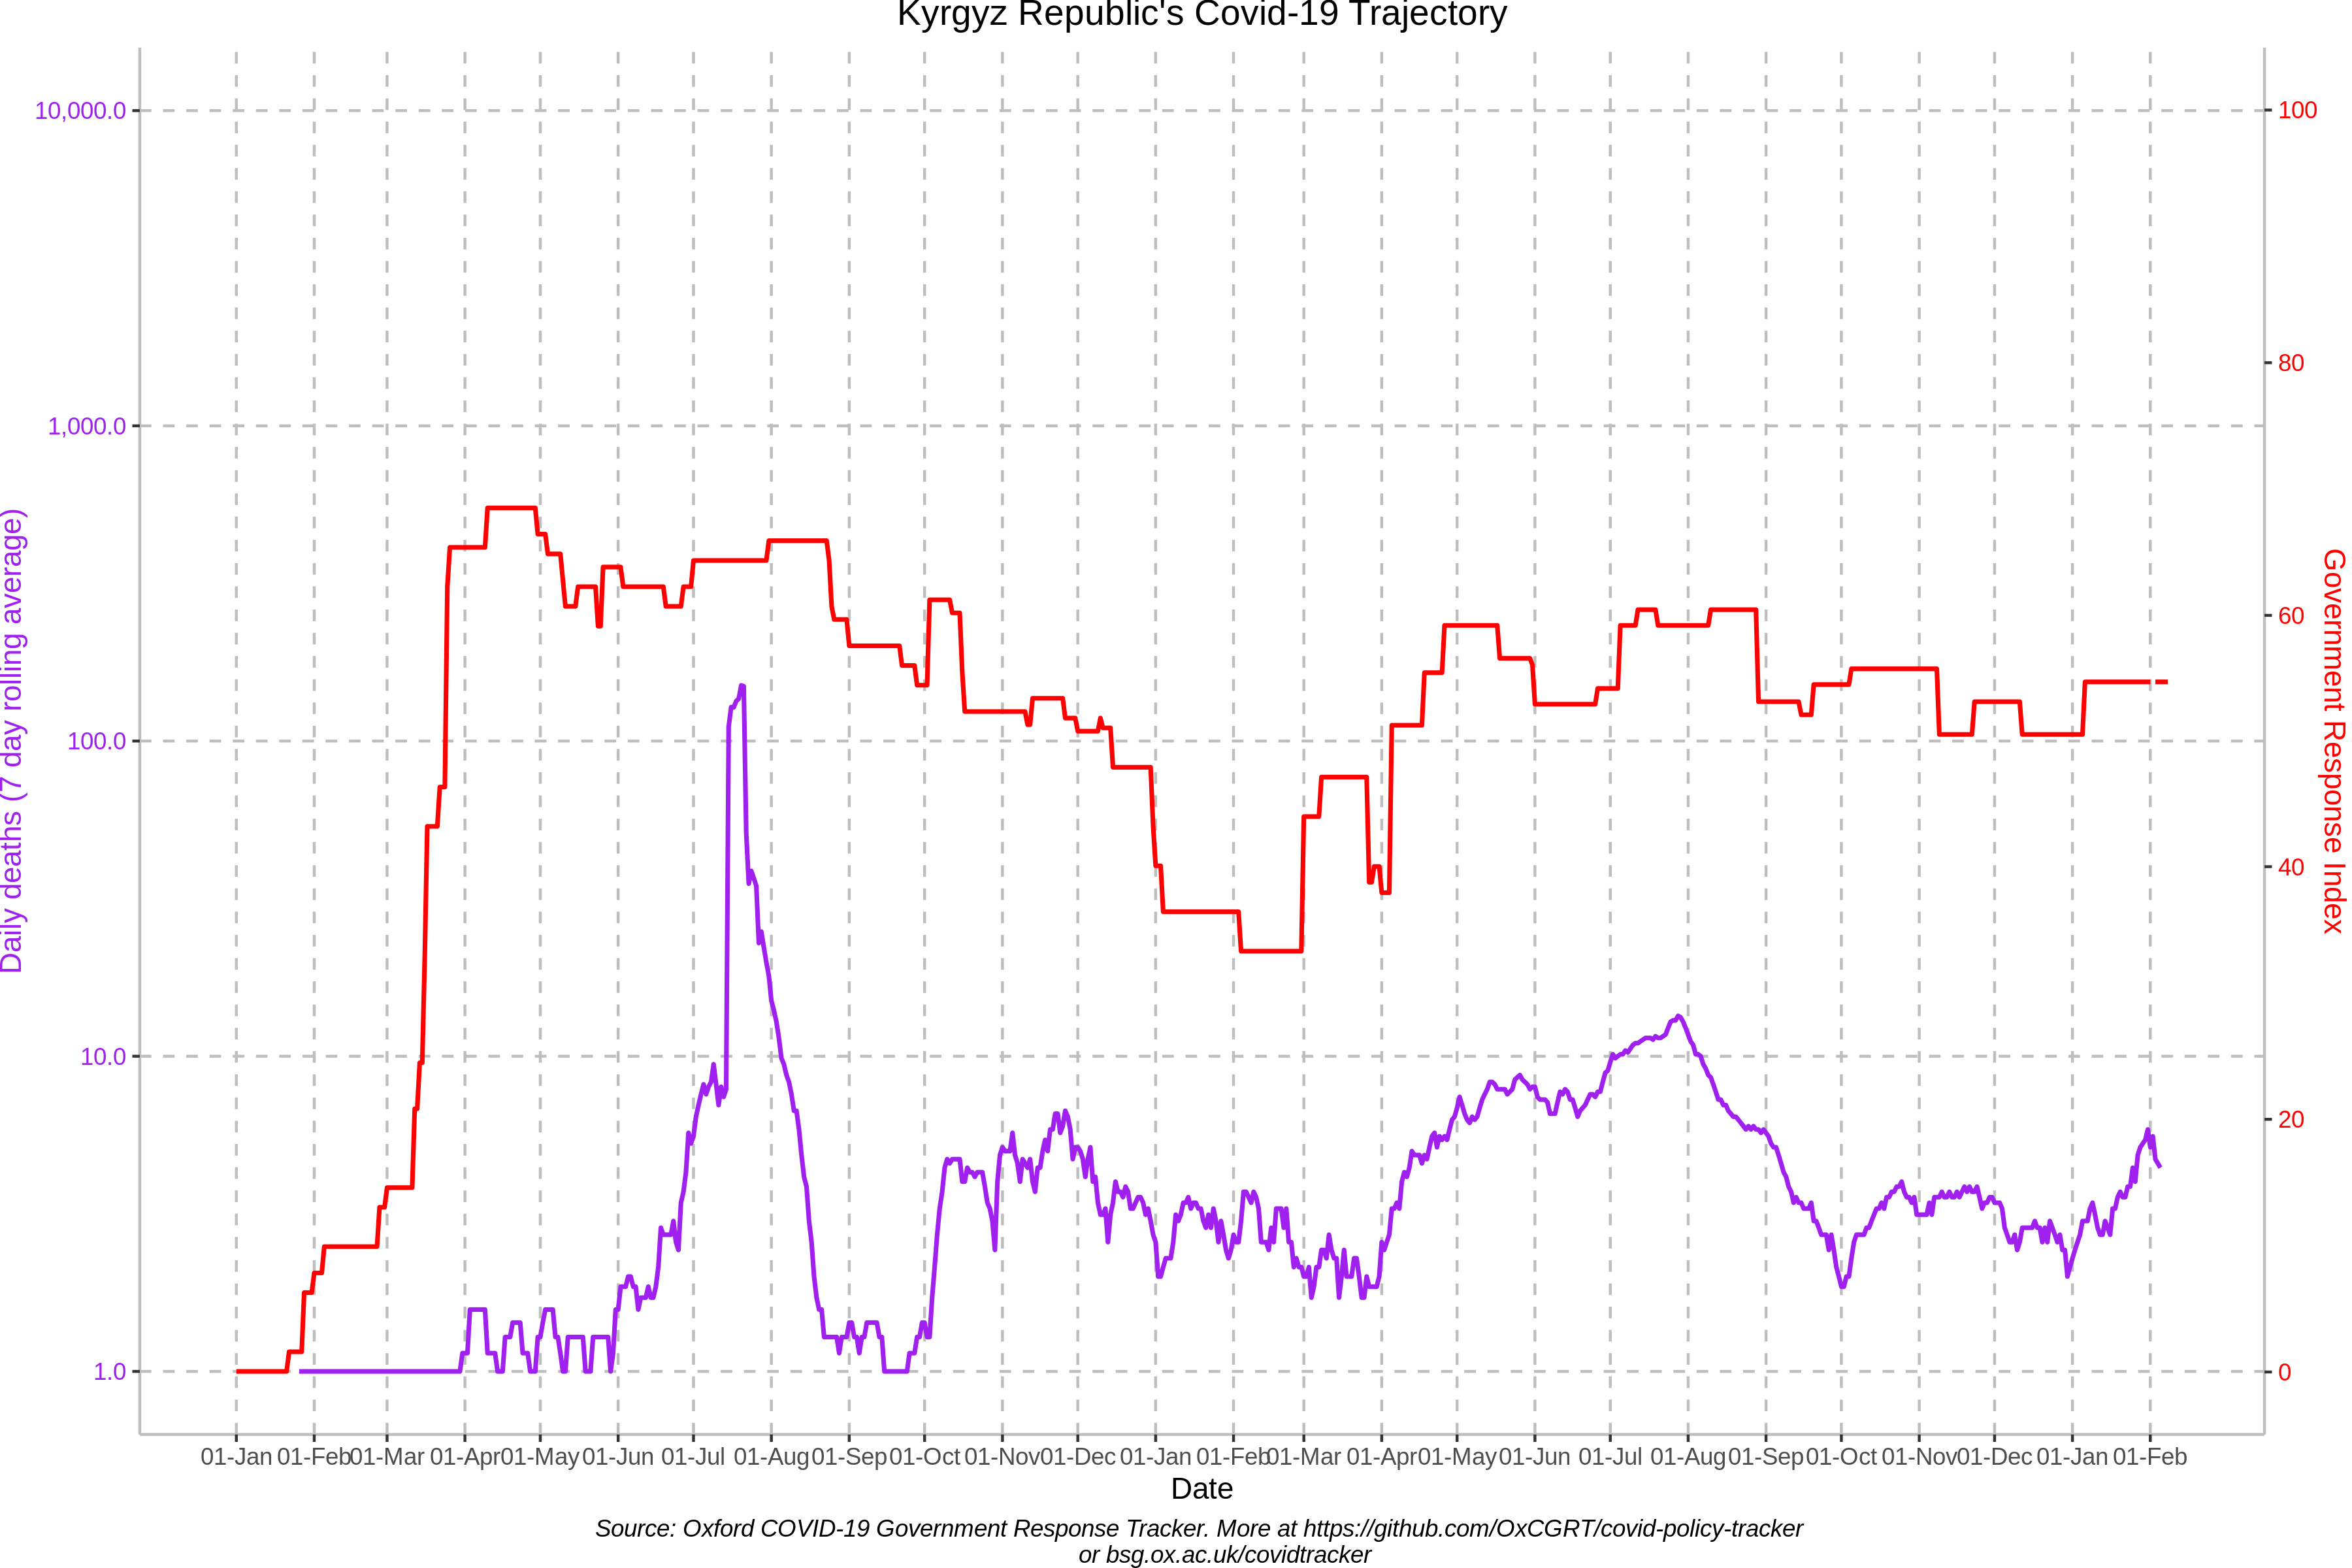 Kyrgyz Republic's Covid-19 Trajectory
10,000.0
1,000.0
100.0
10.0
1.0
Daily deaths (7 day rolling average)
100
80
60
40
20
0
Government Response Index
01-Jan 01-Feb 01-Mar 01-Apr 01-May 01-Jun 01-Jul 01-Aug 01-Sep 01-Oct 01-Nov 01-Dec 01-Jan 01-Feb 01-Mar 01-Apr 01-May 01-Jun 01-Jul 01-Aug 01-Sep 01-Oct 01-Nov 01-Dec 01-Jan 01-Feb
Date
Source: Oxford COVID-19 Government Response Tracker. More at https://github.com/OxCGRT/covid-policy-tracker
or bsg.ox.ac.uk/covidtracker